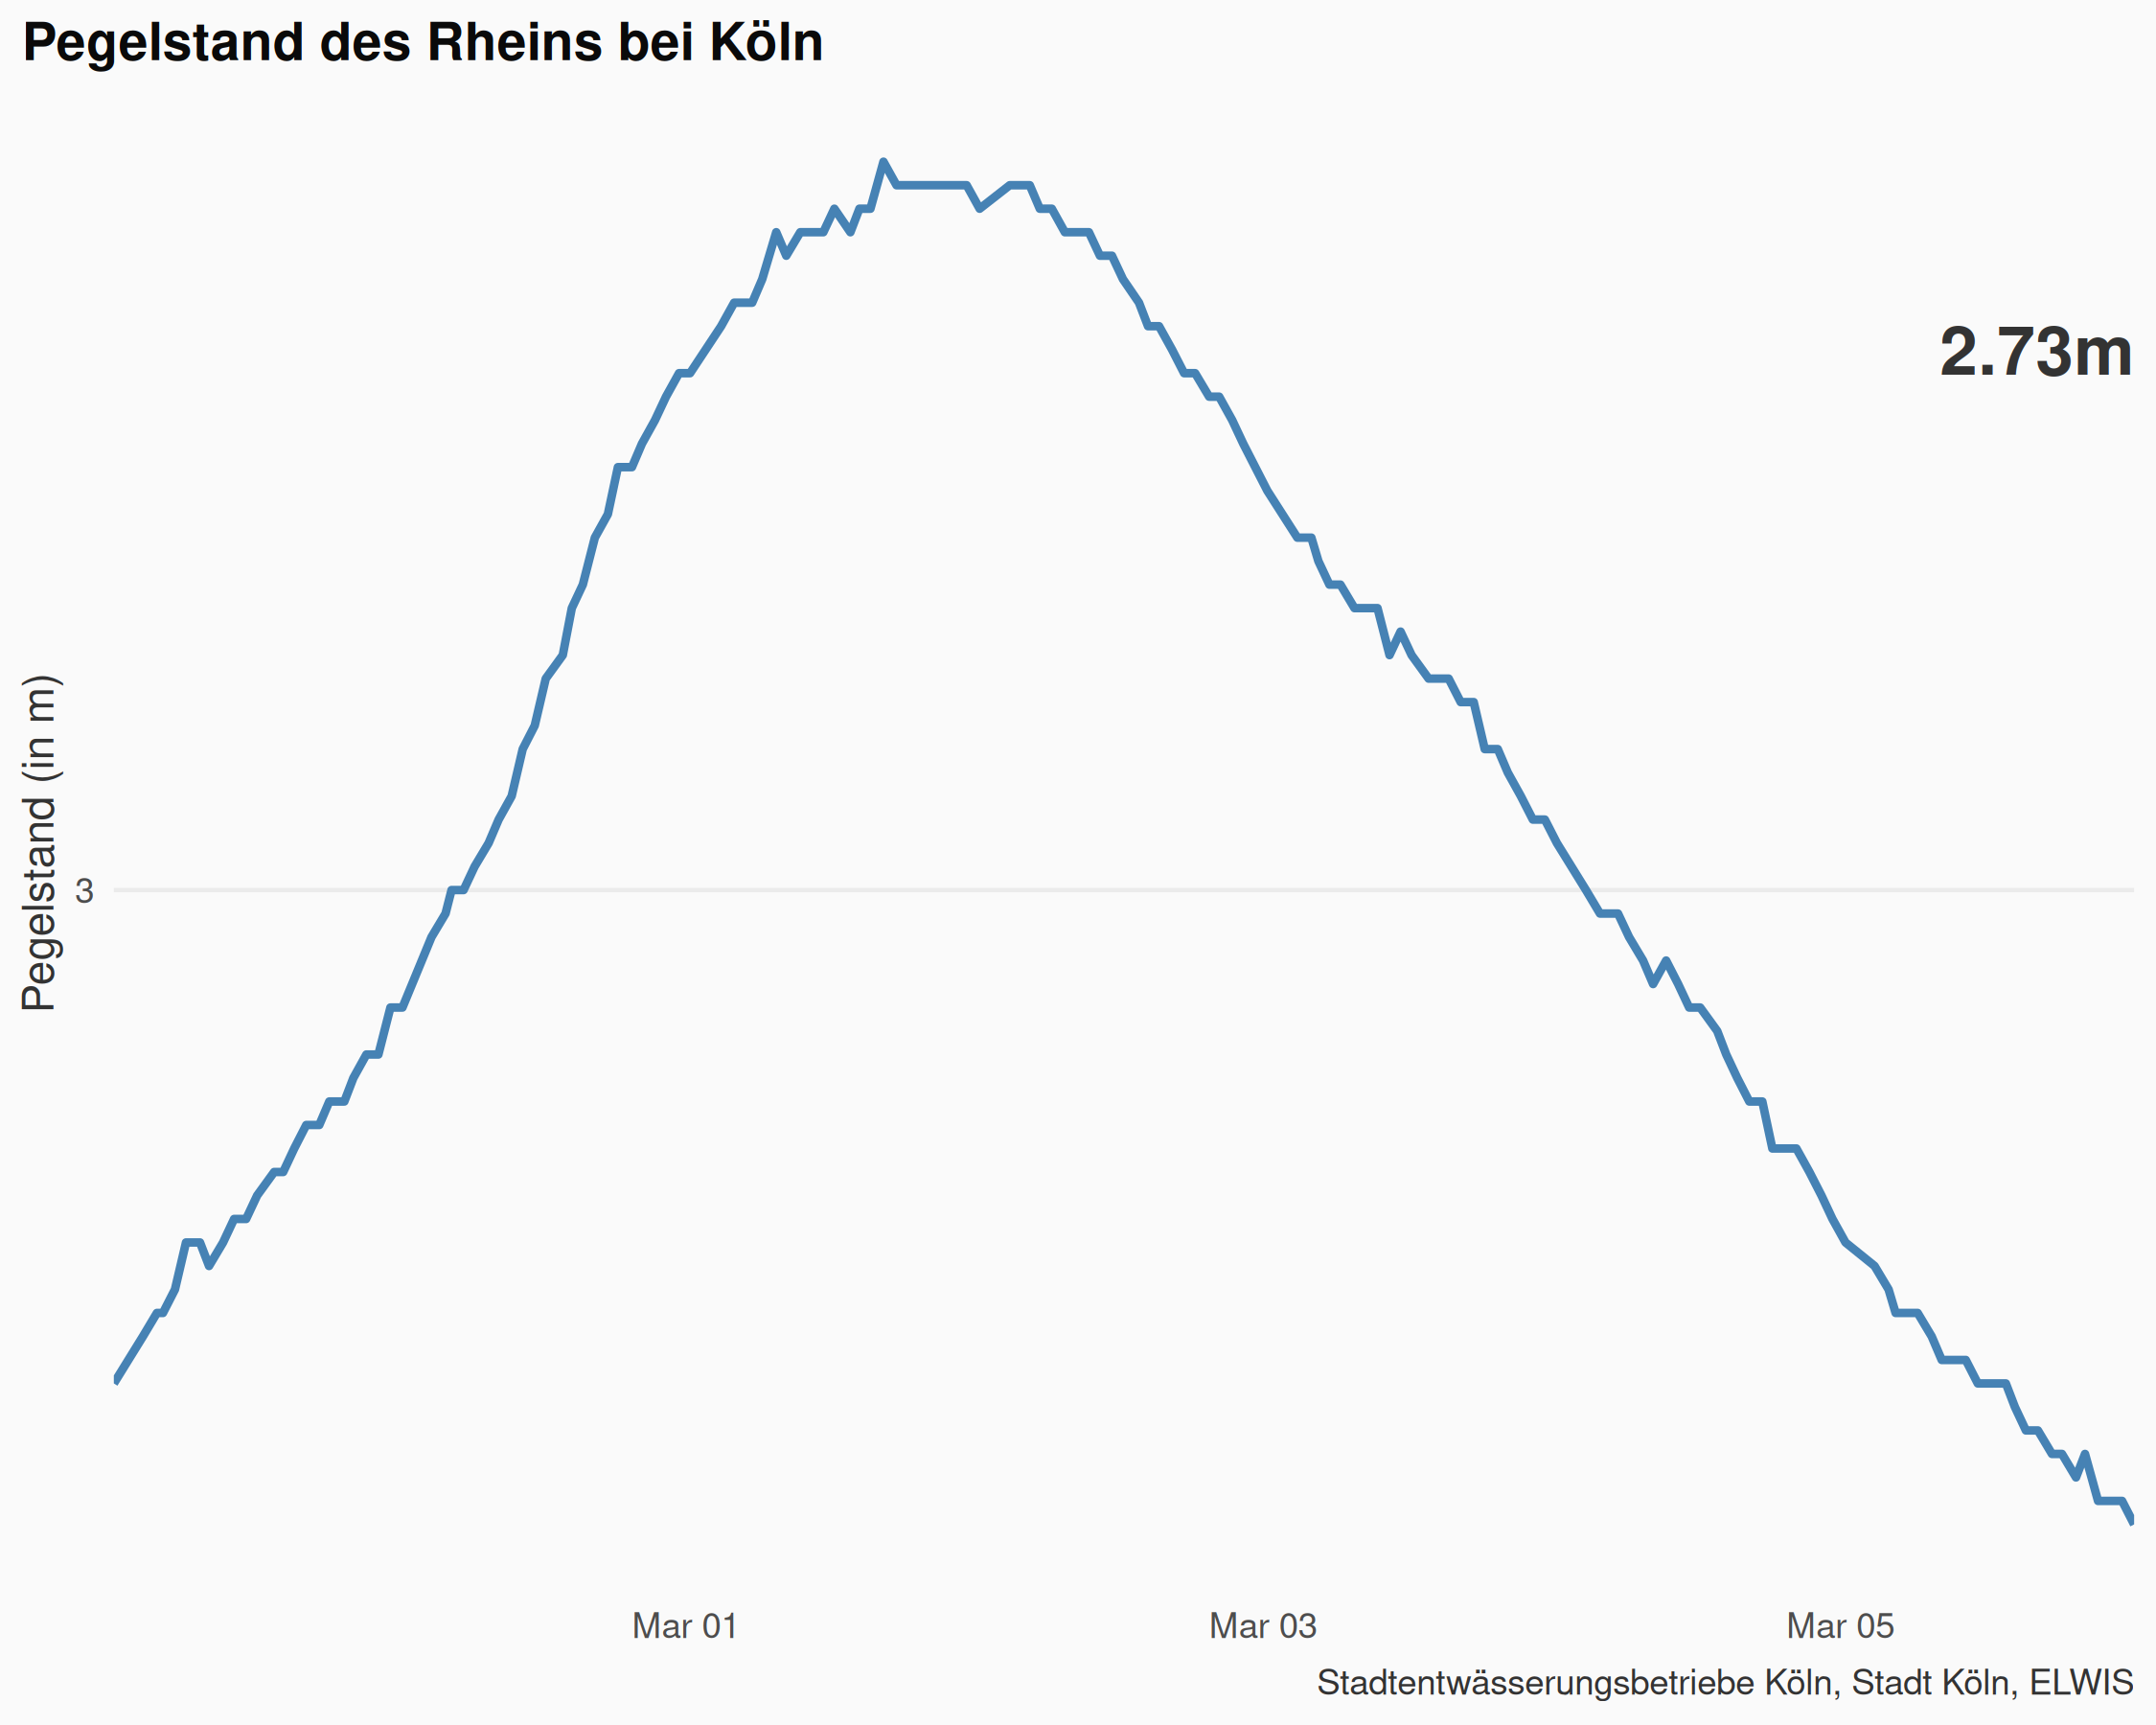 Pegelstand des Rheins bei Köln
2.73m
Pegelstand (in m)
3
Mar 01
Mar 03
Mar 05
Stadtentwässerungsbetriebe Köln, Stadt Köln, ELWIS